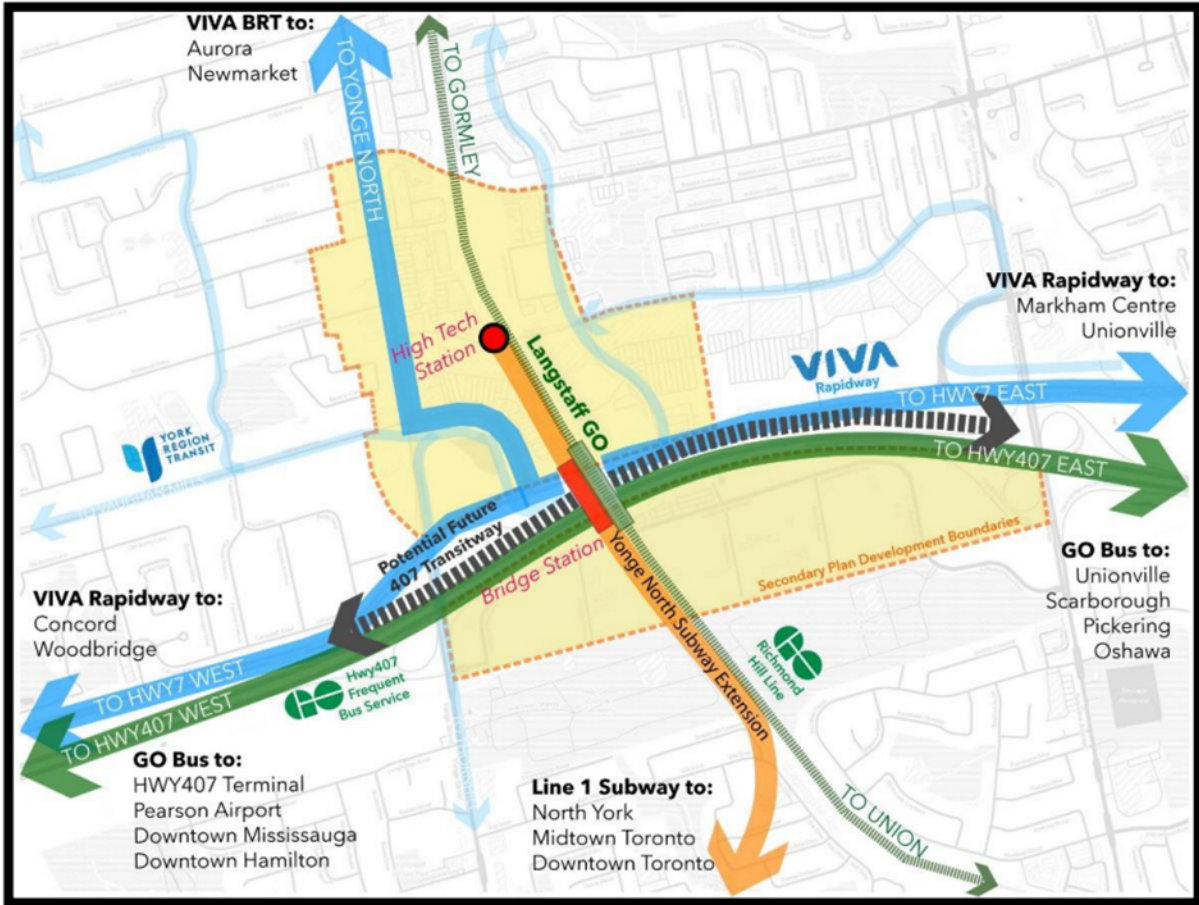 VIVA BRT to:
Aurora
Newmarket
TO YONGE NORTH
TO GORMLEY
VIVA Rapidway to:
Markham Centre
Unionville
High Tech
Station
Langstaff GO
VIVA
Rapidway
TO HWY7 EAST
TO HWY407 EAST
YORK
REGION
TRANSIT
Potential Future
407 Transitway
Bridge Station
Secondary Plan Development Boundaries
GO Bus to:
Unionville
Scarborough
Pickering
Oshawa
VIVA Rapidway to:
Concord
Woodbridge
TO HWY7 WEST
TO HWY407 WEST
GO
Hwy407
Frequent
Bus Service
Yonge North Subway Extension
GO
Richmond
Hill Line
GO Bus to:
HWY407 Terminal
Pearson Airport
Downtown Mississauga
Downtown Hamilton
Line 1 Subway to:
North York
Midtown Toronto
Downtown Toronto
TO UNION